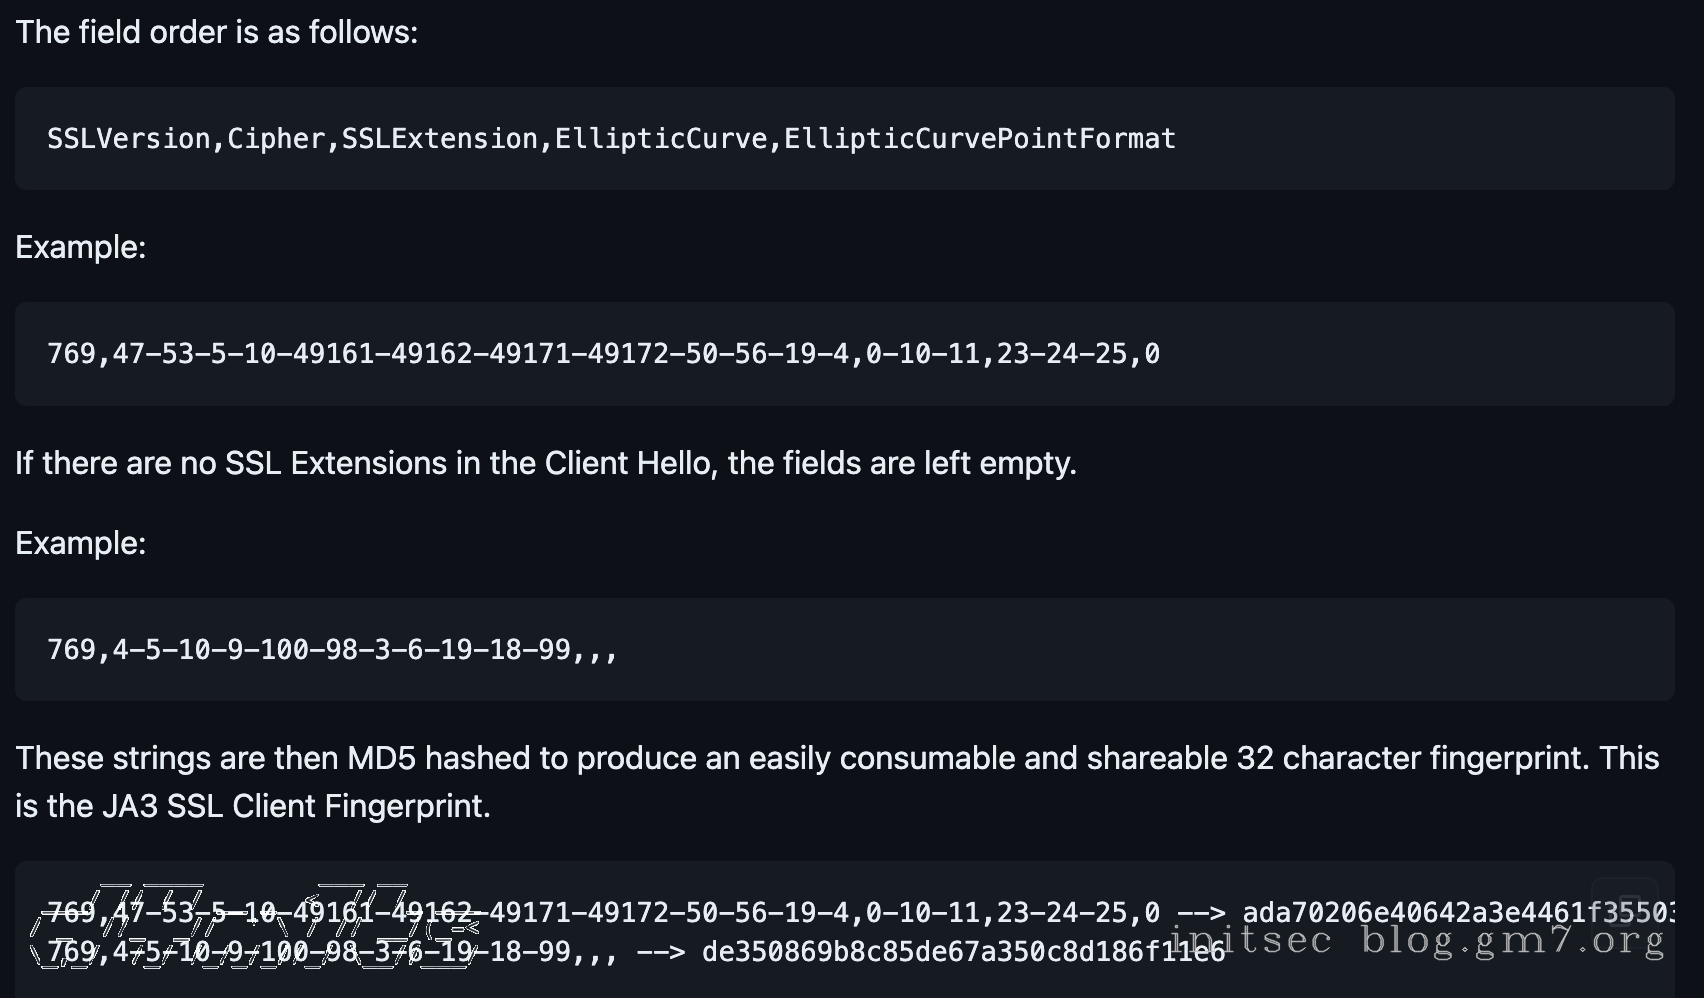 The field order is as follows:
SSLVersion,Cipher,SSLExtension,EllipticCurve,EllipticCurvePointFormat
Example:
769,47-53-5-10-49161-49162-49171-49172-50-56-19-4,0-10-11,23-24-25,0
If there are no SSL Extensions in the Client Hello, the fields are left empty.
Example:
769,4-5-10-9-100-98-3-6-19-18-99,,,
These strings are then MD5 hashed to produce an easily consumable and shareable 32 character fingerprint. This
is the JA3 SSL Client Fingerprint.
769,47-53-5-10-49161-49162-49171-49172-50-56-19-4,0-10-11,23-24-25,0 --> ada70206e40642a3e4461f35503
769,4-5-10-9-100-98-3-6-19-18-99,,, --> de350869b8c85de67a350c8d186f11e6
initsec blog.gm7.org